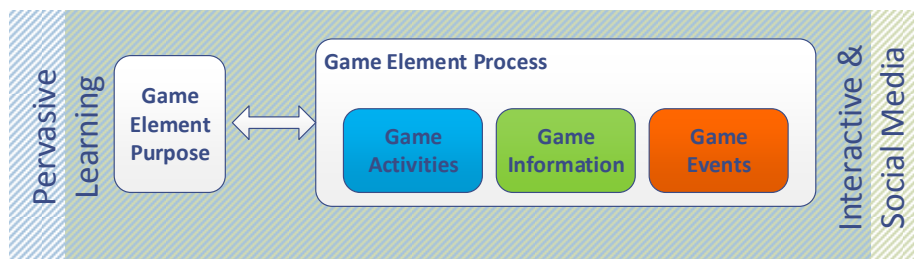 Pervasive
Learning
Game
Element
Purpose
Game Element Process
Game
Activities
Game
Information
Game
Events
Interactive &
Social Media